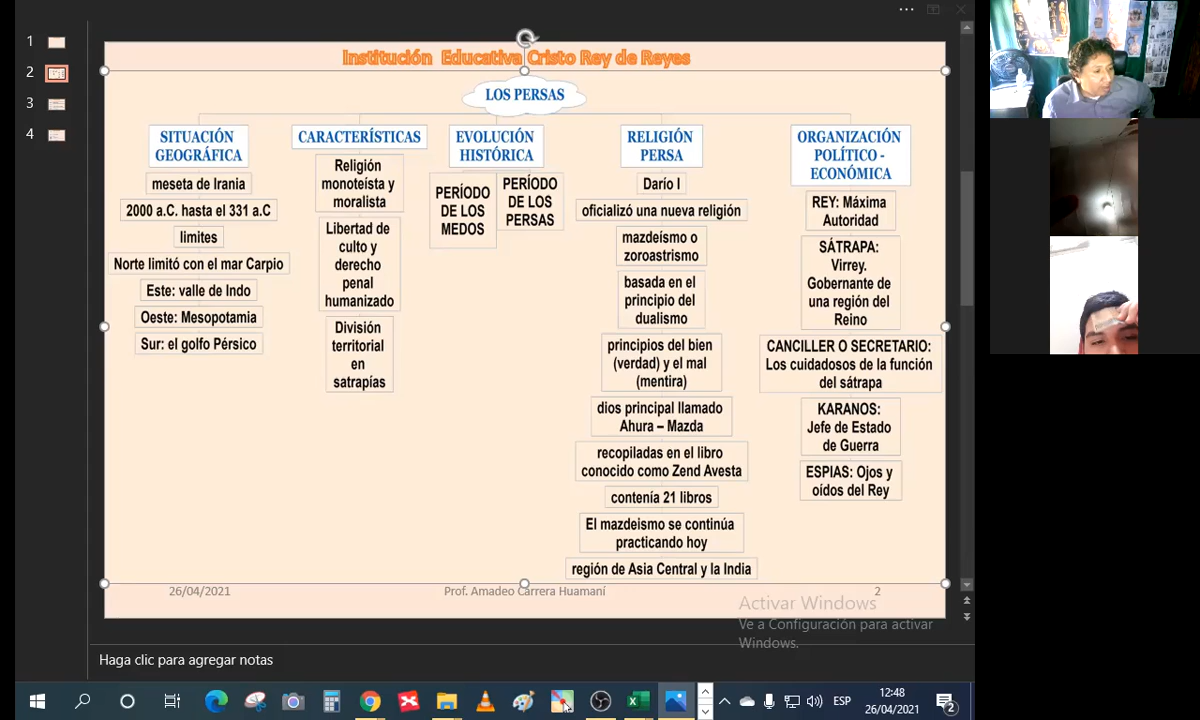 1
2
3
4
Institución Educativa Cristo Rey de Reyes
LOS PERSAS
SITUACIÓN
GEOGRÁFICA
meseta de Irania
2000 a.C. hasta el 331 a.C
limites
Norte limitó con el mar Carpio
Este: valle de Indo
Oeste: Mesopotamia
Sur: el golfo Pérsico
CARACTERÍSTICAS
Religión
monoteísta y
moralista
Libertad de
culto y
derecho
penal
humanizado
División
territorial
en
satrapías
EVOLUCIÓN
HISTÓRICA
PERÍODO
DE LOS
MEDOS
PERÍODO
DE LOS
PERSAS
RELIGIÓN
PERSA
Darío I
oficializó una nueva religión
mazdeísmo o
zoroastrismo
basada en el
principio del
dualismo
principios del bien
(verdad) y el mal
(mentira)
dios principal llamado
Ahura – Mazda
recopiladas en el libro
conocido como Zend Avesta
contenía 21 libros
El mazdeismo se continúa
practicando hoy
región de Asia Central y la India
ORGANIZACIÓN
POLÍTICO -
ECONÓMICA
REY: Máxima
Autoridad
SÁTRAPA:
Virrey.
Gobernante de
una región del
Reino
CANCILLER O SECRETARIO:
Los cuidadosos de la función
del sátrapa
KARANOS:
Jefe de Estado
de Guerra
ESPIAS: Ojos y
oídos del Rey
26/04/2021
Prof. Amadeo Carrera Huamaní
2
Activar Windows
Ve a Configuración para activar
Windows.
Haga clic para agregar notas
ESP
12:48
26/04/2021
2